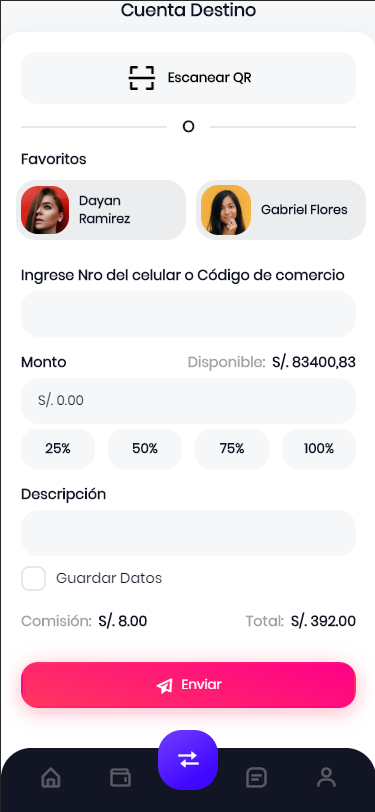 Cuenta Destino
Escanear QR
O
Favoritos
Dayan
Ramirez
Gabriel Flores
Ingrese Nro del celular o Código de comercio
Monto Disponible: S/. 83400,83
S/. 0.00
25% 50% 75% 100%
Descripción
Guardar Datos
Comisión: S/. 8.00 Total: S/. 392.00
Enviar